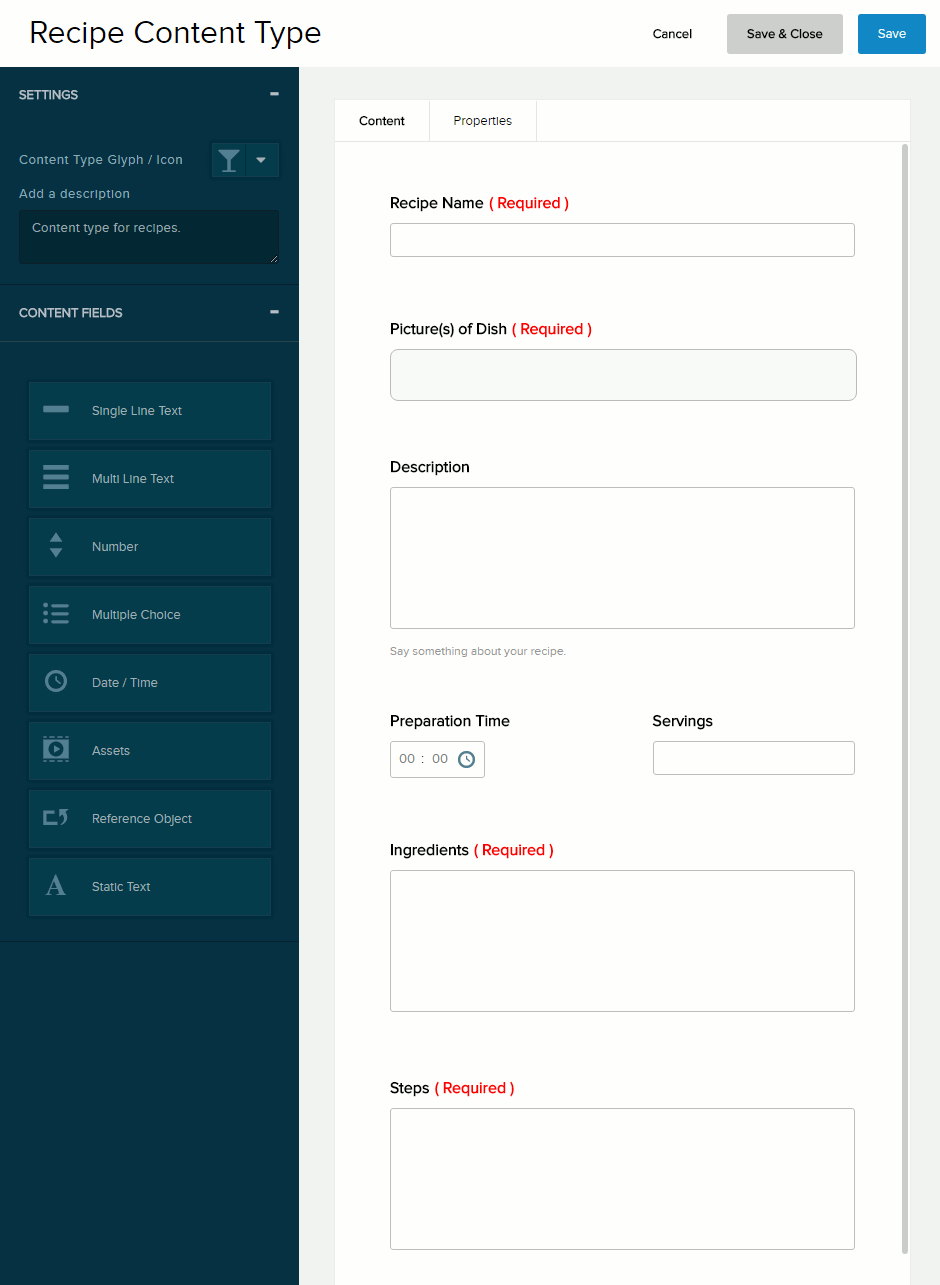 Recipe Content Type
Cancel
Save & Close
Save
SETTINGS
Content Type Glyph / Icon
Add a description
Content type for recipes.
CONTENT FIELDS
Single Line Text
Multi Line Text
Number
Multiple Choice
Date / Time
Assets
Reference Object
Static Text
Content
Properties
Recipe Name ( Required )
Picture(s) of Dish ( Required )
Description
Say something about your recipe.
Preparation Time
Servings
00 : 00
Ingredients ( Required )
Steps ( Required )